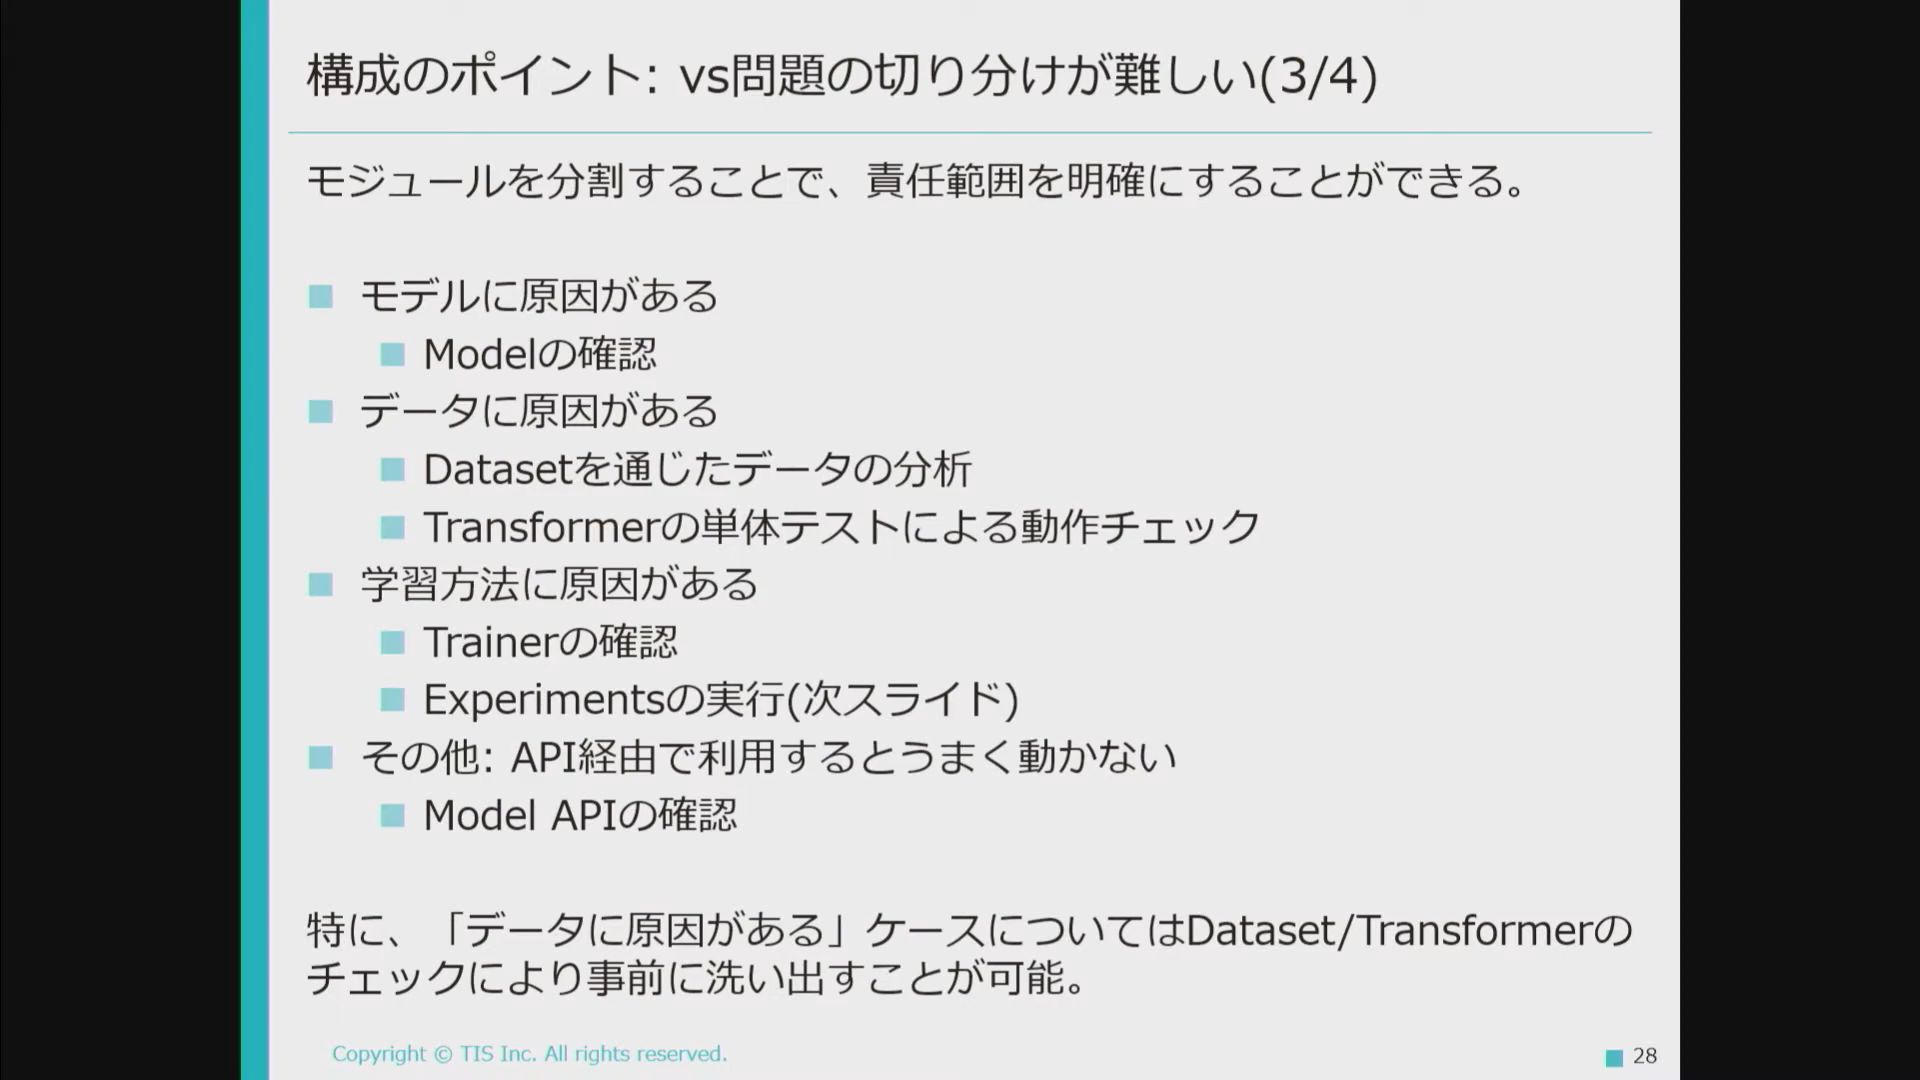 構成のポイント: vs問題の切り分けが難しい(3/4)
モジュールを分割することで、責任範囲を明確にすることができる。
モデルに原因がある
Modelの確認
データに原因がある
Datasetを通じたデータの分析
Transformerの単体テストによる動作チェック
学習方法に原因がある
Trainerの確認
Experimentsの実行(次スライド)
その他: API経由で利用するとうまく動かない
Model APIの確認
特に、「データに原因がある」ケースについてはDataset/Transformerの
チェックにより事前に洗い出すことが可能。
Copyright © TIS Inc. All rights reserved.
28